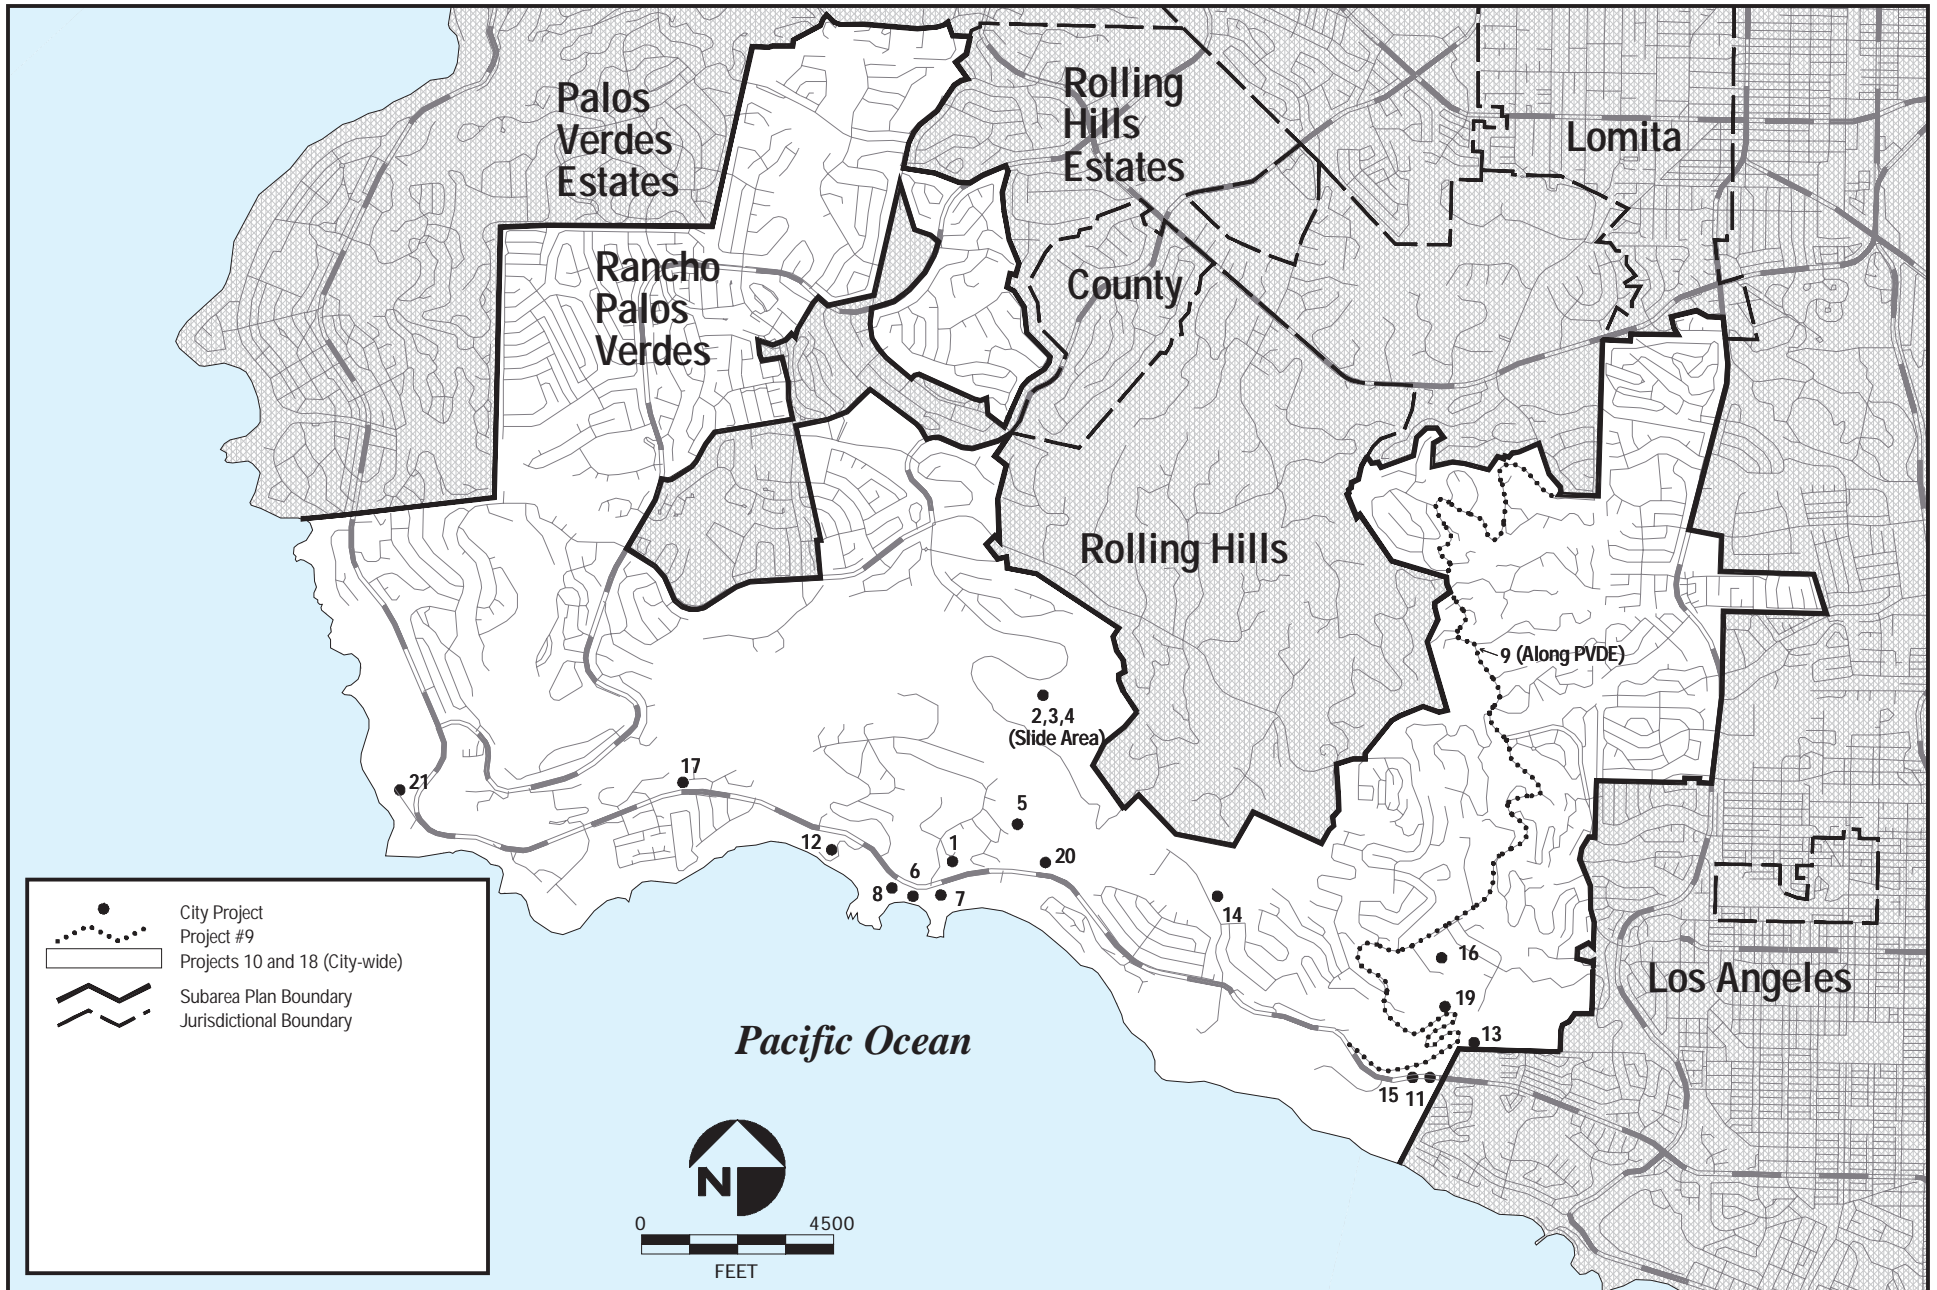 Palos
Verdes
Estates
Rolling
Hills
Estates
Lomita
Rancho
Palos
Verdes
County
Rolling Hills
9 (Along PVDE)
2,3,4
(Slide Area)
21
17
5
12
1
20
6
8
7
14
16
19
13
15
11
Los Angeles
City Project
Project #9
Projects 10 and 18 (City-wide)
Subarea Plan Boundary
Jurisdictional Boundary
Pacific Ocean
N
0 4500
FEET